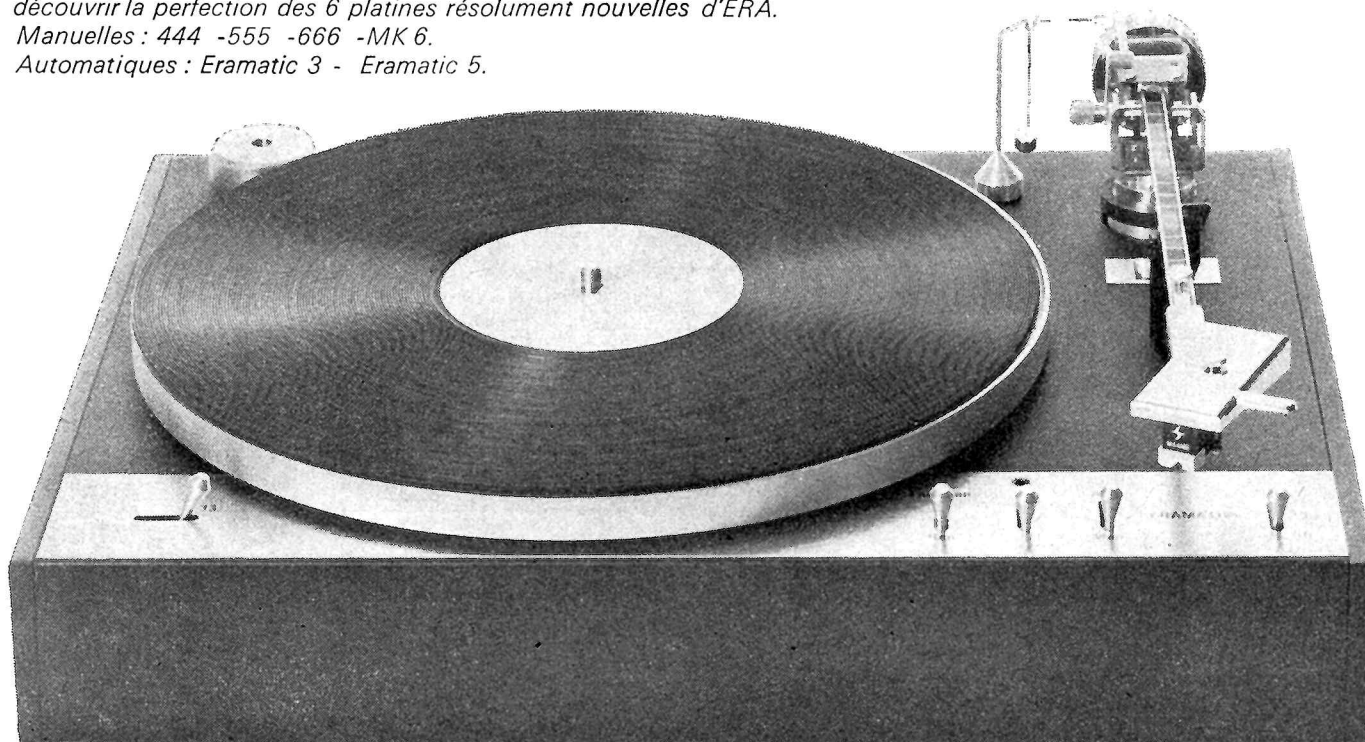 découvrir la perfection des 6 platines résolument nouvelles d'ERA.
Manuelles : 444 -555 -666 -MK 6.
Automatiques : Eramatic 3 - Eramatic 5.